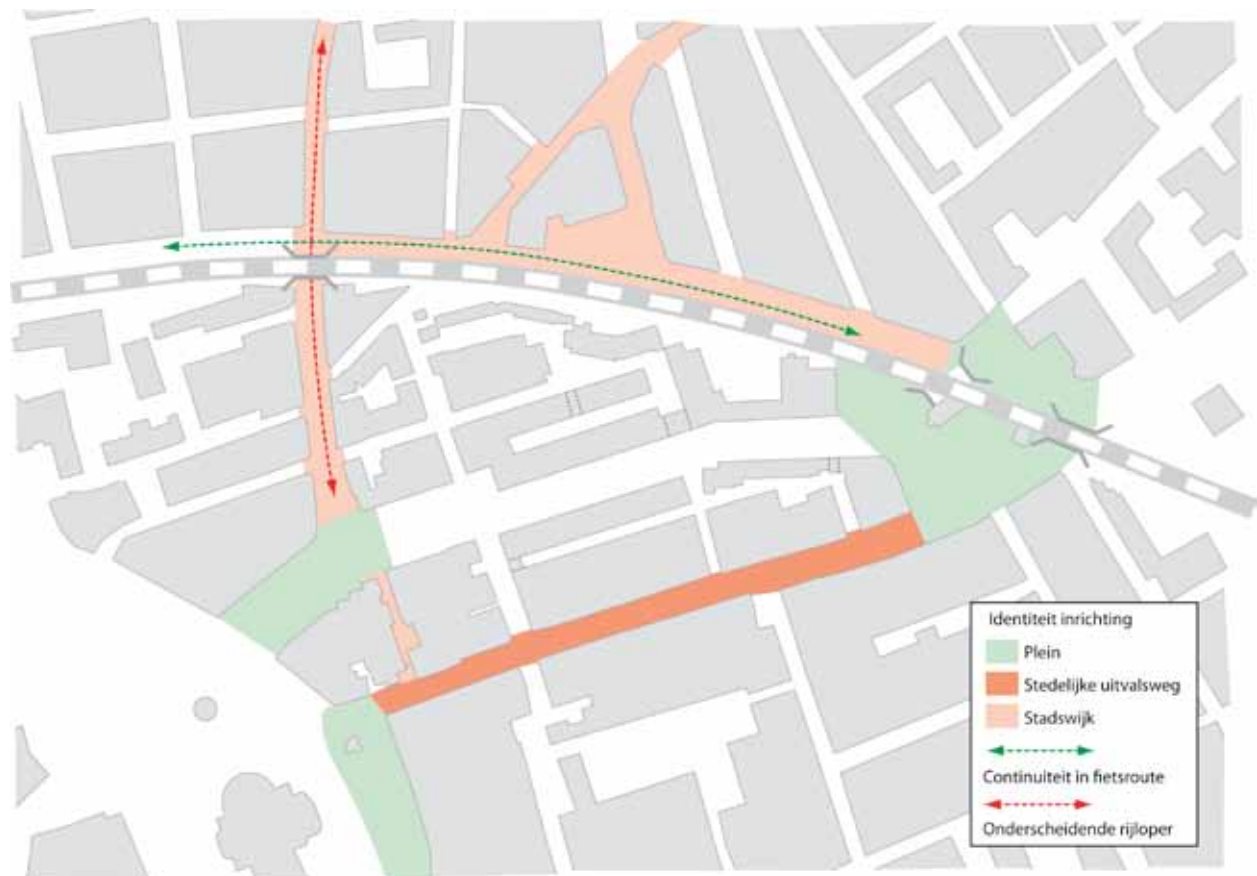 Identiteit inrichting
Plein
Stedelijke uitvalsweg
Stadswijk
Continuiteit in fietsroute
Onderscheidende rijloper